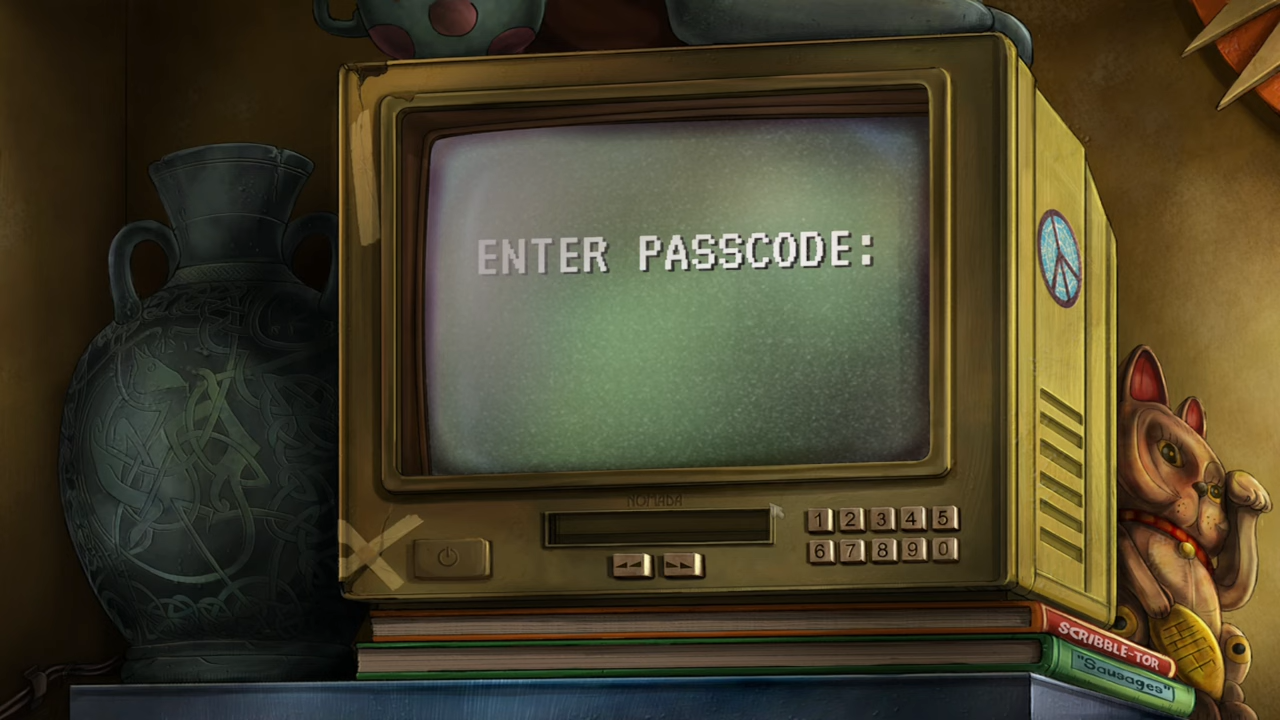 ENTER PASSCODE:
NOMADA
1 2 3 4 5
6 7 8 9 0
SCRIBBLE-TOR
"Sausages"